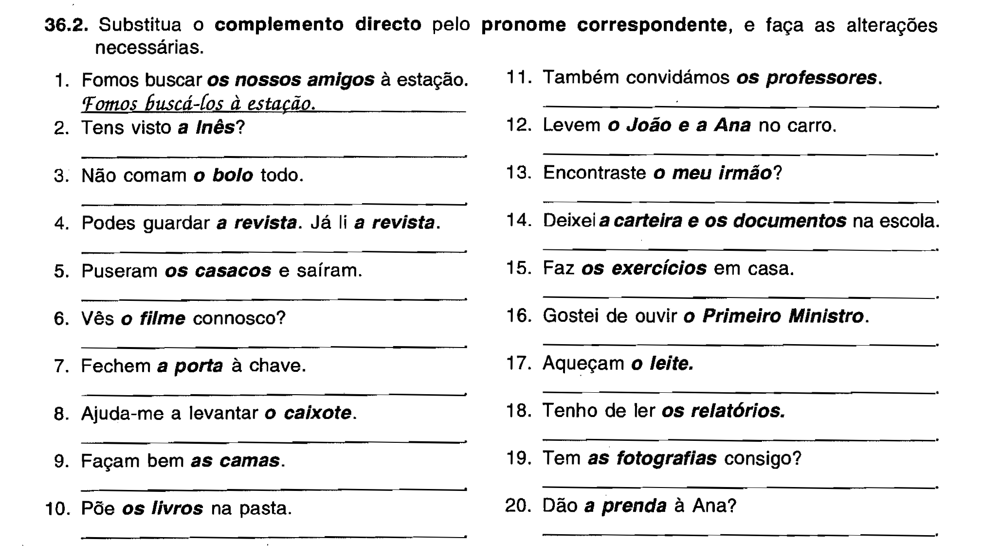 36.2. Substitua o complemento directo pelo pronome correspondente, e faça as alterações
necessárias.
1. Fomos buscar os nossos amigos à estação.
Fomos buscá-los à estação.
2. Tens visto a Inês?
3. Não comam o bolo todo.
4. Podes guardar a revista. Já li a revista.
5. Puseram os casacos e saíram.
6. Vês o filme connosco?
7. Fechem a porta à chave.
8. Ajuda-me a levantar o caixote.
9. Façam bem as camas.
10. Põe os livros na pasta.
11. Também convidámos os professores.
12. Levem o João e a Ana no carro.
13. Encontraste o meu irmão?
14. Deixei a carteira e os documentos na escola.
15. Faz os exercícios em casa.
16. Gostei de ouvir o Primeiro Ministro.
17. Aqueçam o leite.
18. Tenho de ler os relatórios.
19. Tem as fotografias consigo?
20. Dão a prenda à Ana?